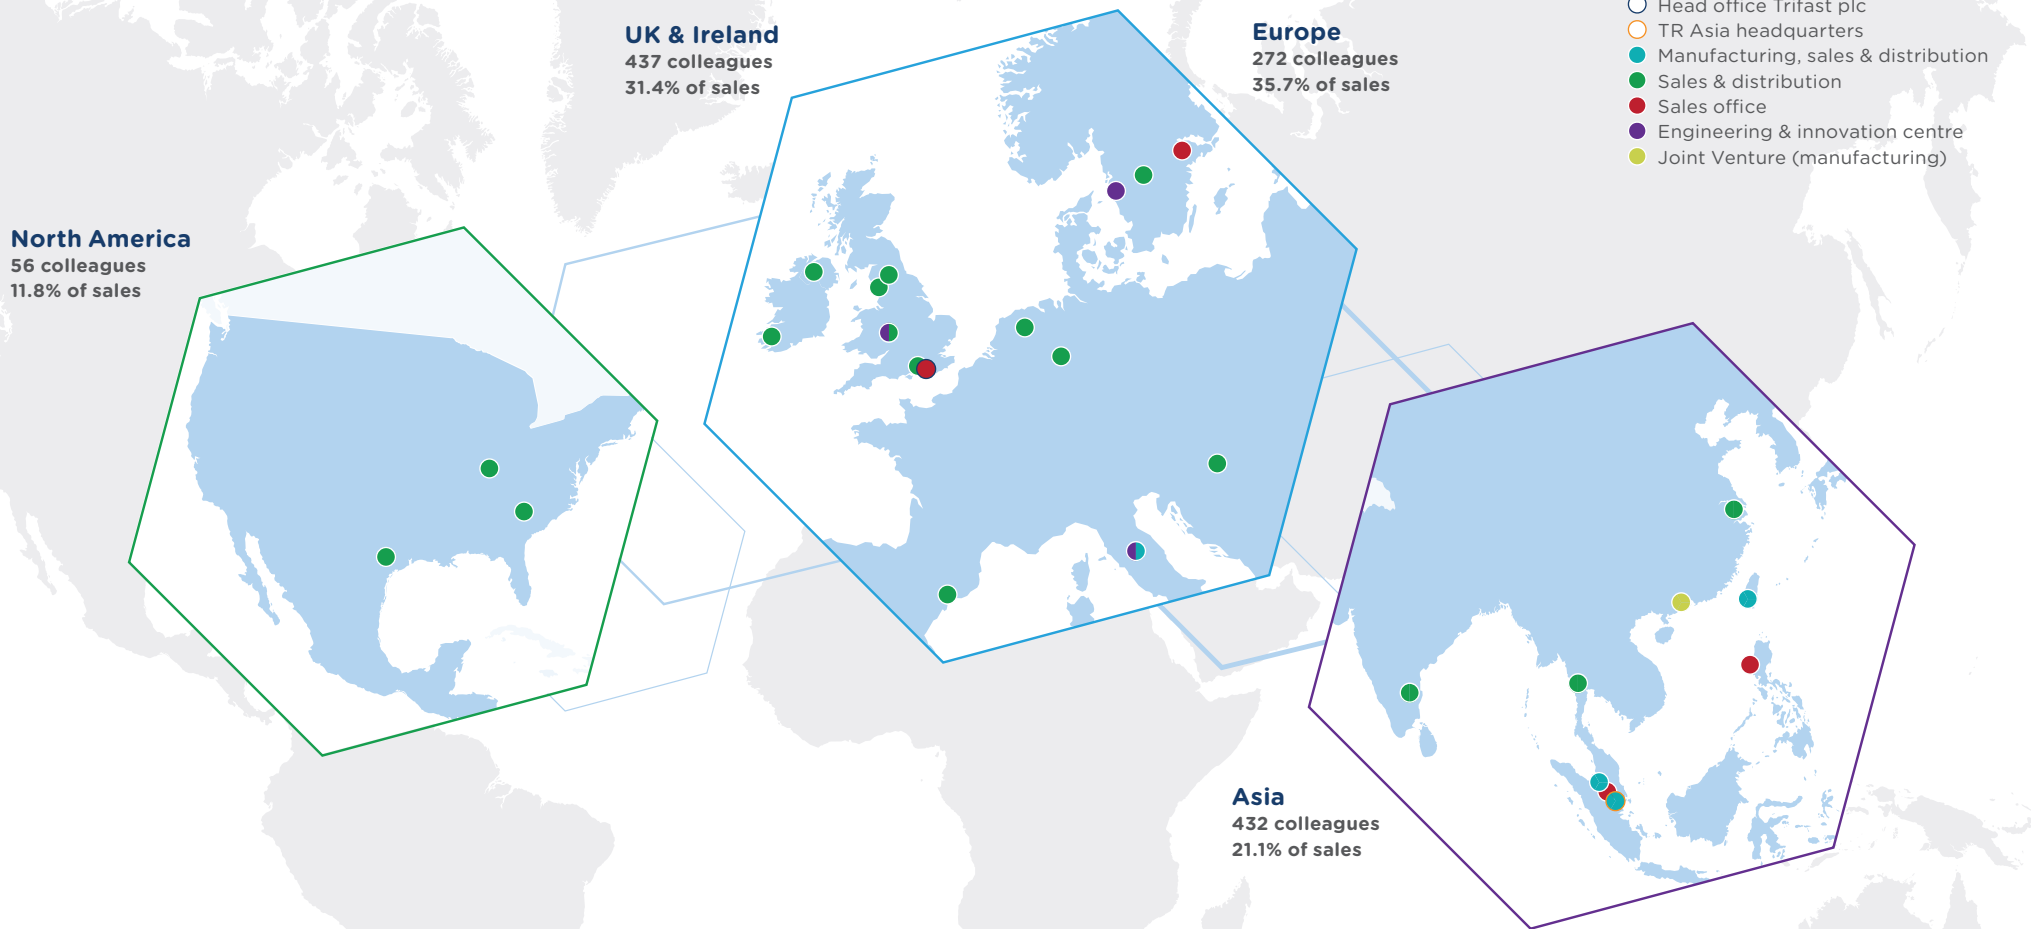 UK & Ireland
437 colleagues
31.4% of sales
Europe
272 colleagues
35.7% of sales
Head office Trifast plc
TR Asia headquarters
Manufacturing, sales & distribution
Sales & distribution
Sales office
Engineering & innovation centre
Joint Venture (manufacturing)
North America
56 colleagues
11.8% of sales
Asia
432 colleagues
21.1% of sales